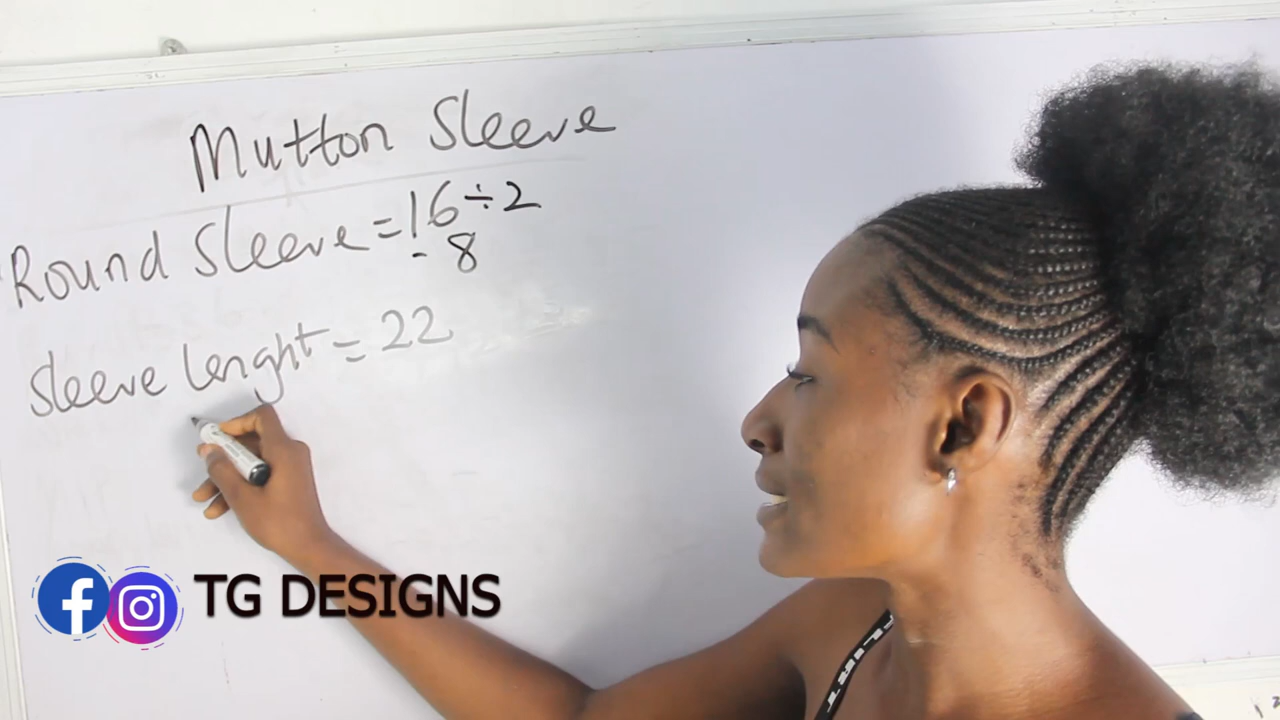 Mutton Sleeve
Round Sleeve = 16 ÷ 2
- 8
Sleeve lenght = 22
TG DESIGNS